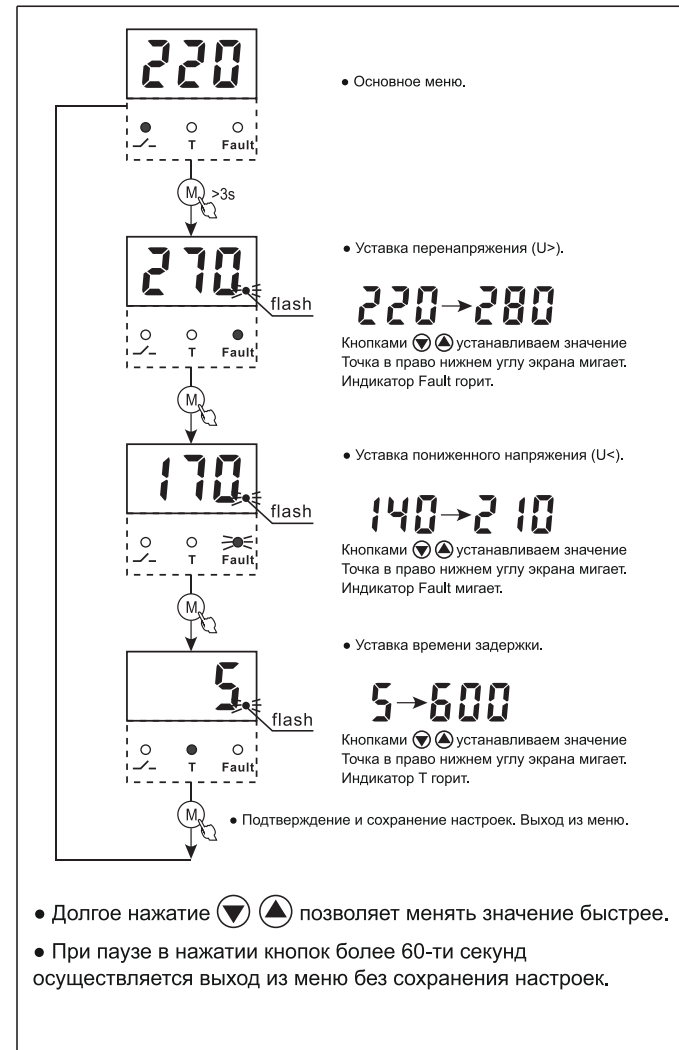 220
● Основное меню.
T Fault
M >3s
270.
flash
● Уставка перенапряжения (U>).
220→280
Кнопками ▼ ▲ устанавливаем значение
Точка в право нижнем углу экрана мигает.
Индикатор Fault горит.
T Fault
M
170.
flash
● Уставка пониженного напряжения (U<).
140→210
Кнопками ▼ ▲ устанавливаем значение
Точка в право нижнем углу экрана мигает.
Индикатор Fault мигает.
T Fault
M
5.
flash
● Уставка времени задержки.
5→600
Кнопками ▼ ▲ устанавливаем значение
Точка в право нижнем углу экрана мигает.
Индикатор T горит.
T Fault
M
● Подтверждение и сохранение настроек. Выход из меню.
● Долгое нажатие ▼ ▲ позволяет менять значение быстрее.
● При паузе в нажатии кнопок более 60-ти секунд
осуществляется выход из меню без сохранения настроек.